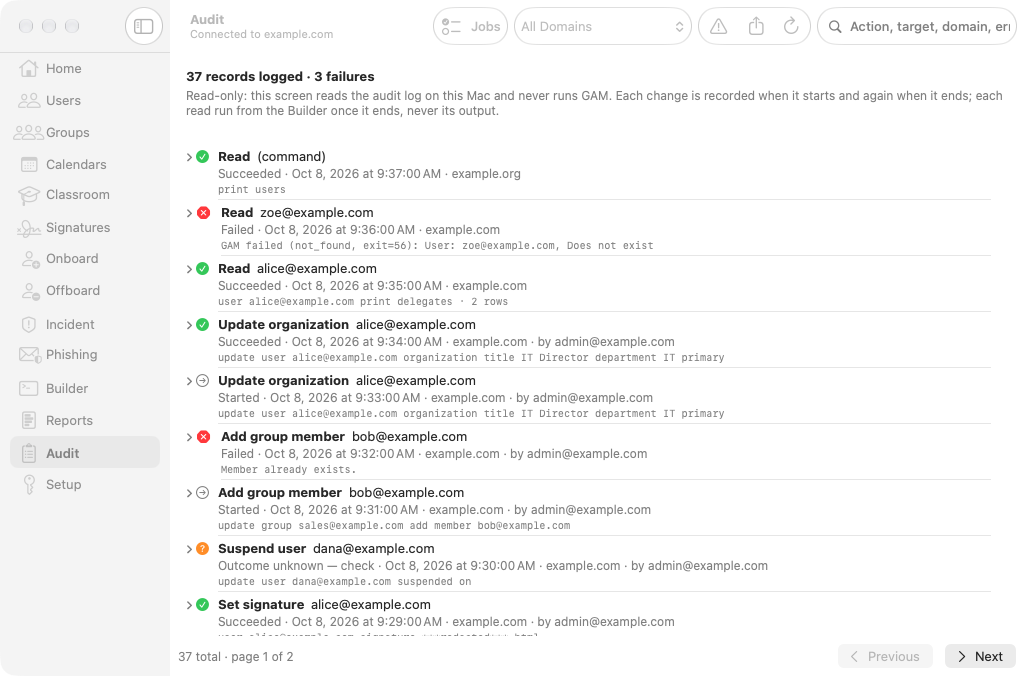 Audit
Connected to example.com
Jobs
All Domains
Action, target, domain, err
Home
Users
Groups
Calendars
Classroom
Signatures
Onboard
Offboard
Incident
Phishing
Builder
Reports
Audit
Setup
37 records logged · 3 failures
Read-only: this screen reads the audit log on this Mac and never runs GAM. Each change is recorded when it starts and again when it ends; each
read run from the Builder once it ends, never its output.
Read (command)
Succeeded · Oct 8, 2026 at 9:37:00 AM · example.org
print users
Read zoe@example.com
Failed · Oct 8, 2026 at 9:36:00 AM · example.com
GAM failed (not_found, exit=56): User: zoe@example.com, Does not exist
Read alice@example.com
Succeeded · Oct 8, 2026 at 9:35:00 AM · example.com
user alice@example.com print delegates · 2 rows
Update organization alice@example.com
Succeeded · Oct 8, 2026 at 9:34:00 AM · example.com · by admin@example.com
update user alice@example.com organization title IT Director department IT primary
Update organization alice@example.com
Started · Oct 8, 2026 at 9:33:00 AM · example.com · by admin@example.com
update user alice@example.com organization title IT Director department IT primary
Add group member bob@example.com
Failed · Oct 8, 2026 at 9:32:00 AM · example.com · by admin@example.com
Member already exists.
Add group member bob@example.com
Started · Oct 8, 2026 at 9:31:00 AM · example.com · by admin@example.com
update group sales@example.com add member bob@example.com
Suspend user dana@example.com
Outcome unknown — check · Oct 8, 2026 at 9:30:00 AM · example.com · by admin@example.com
update user dana@example.com suspended on
Set signature alice@example.com
Succeeded · Oct 8, 2026 at 9:29:00 AM · example.com · by admin@example.com
37 total · page 1 of 2
Previous
Next